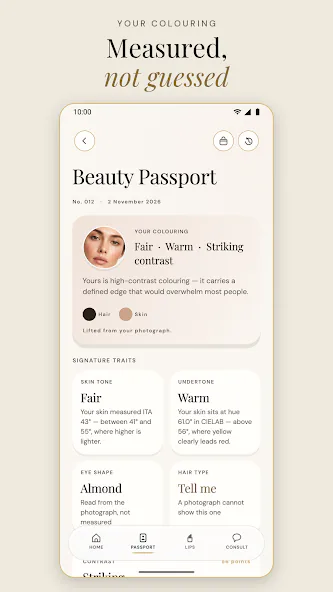 YOUR COLOURING
Measured,
not guessed
10:00
Beauty Passport
No. 012 · 2 November 2026
YOUR COLOURING
Fair · Warm · Striking
contrast
Yours is high-contrast colouring — it carries a
defined edge that would overwhelm most people.
Hair
Skin
Lifted from your photograph.
SIGNATURE TRAITS
SKIN TONE
Fair
Your skin measured ITA
43° — between 41° and
55°, where higher is
lighter.
UNDERTONE
Warm
Your skin sits at hue
61.0° in CIELAB — above
56°, where yellow
clearly leads red.
EYE SHAPE
Almond
Read from the
photograph, not
measured
HAIR TYPE
Tell me
A photograph cannot
show this one
HOME
PASSPORT
LIPS
CONSULT
CONTRAST
56 points
Striking